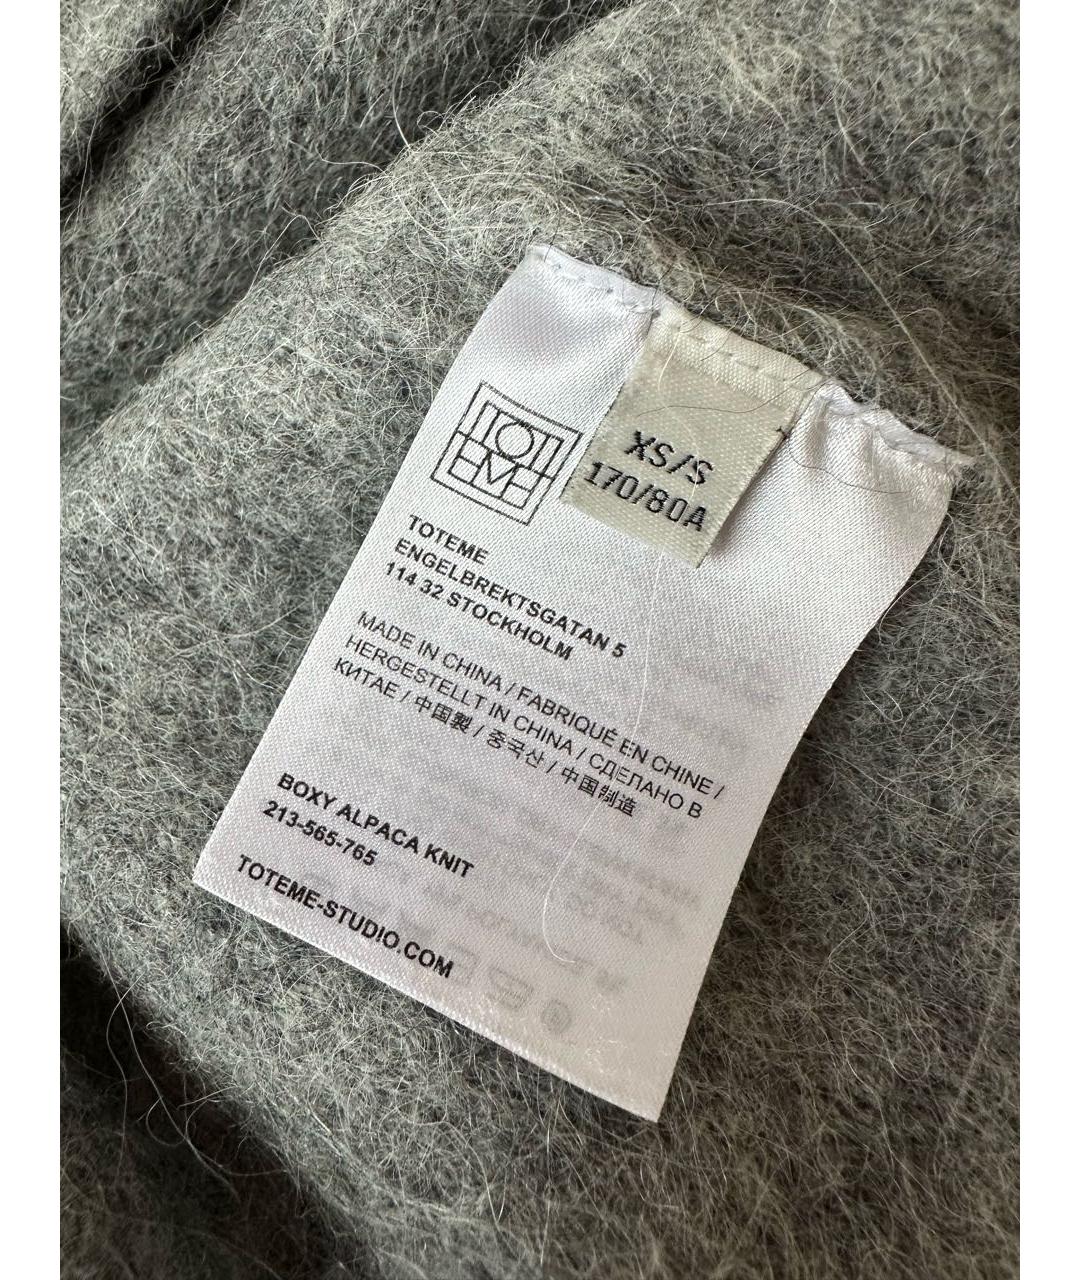 TOTEME
XS/S
170/80A
TOTEME
ENGELBREKTSGATAN 5
114 32 STOCKHOLM
MADE IN CHINA / FABRIQUÉ EN CHINE /
HERGESTELLT IN CHINA / СДЕЛАНО В
КИТАЕ / 中国製 / 중국산 / 中国制造
BOXY ALPACA KNIT
213-565-765
TOTEME-STUDIO.COM